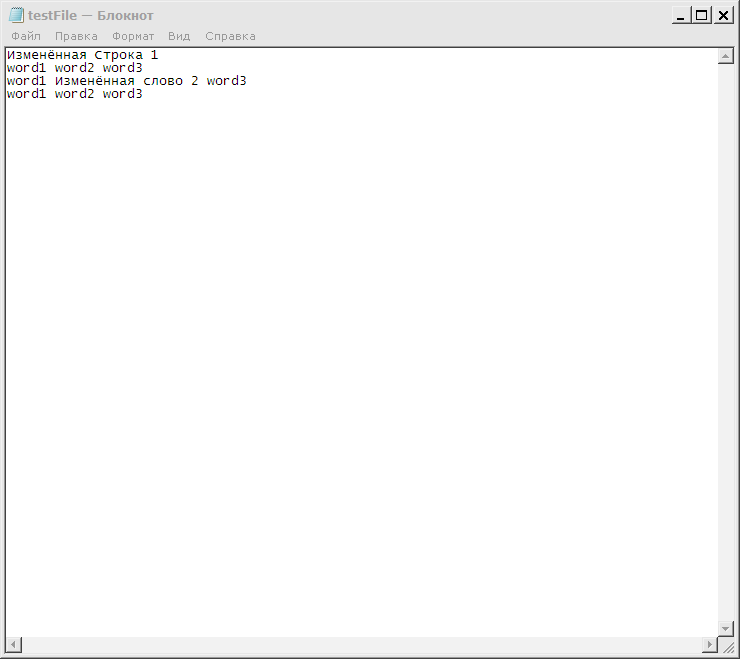 testFile — Блокнот
Файл Правка Формат Вид Справка
Изменённая Строка 1
word1 word2 word3
word1 Изменённая слово 2 word3
word1 word2 word3